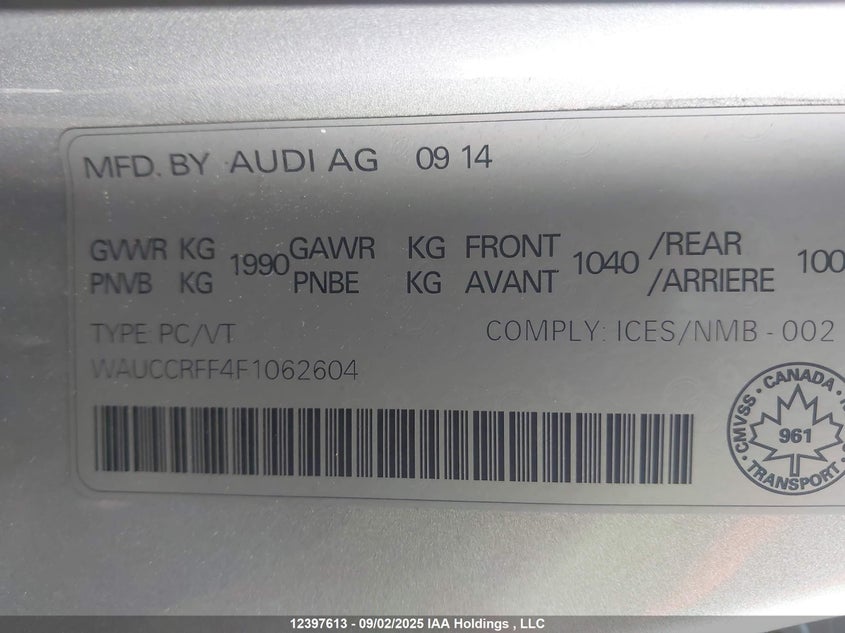 MFD. BY AUDI AG 09 14
GVWR KG 1990 GAWR KG FRONT 1040 /REAR 100
PNVB KG PNBE KG AVANT /ARRIERE
TYPE PC/VT COMPLY: ICES/NMB - 002
WAUCCRFF4F1062604
CMVSS · CANADA ·
961
TRANSPORT
12397613 - 09/02/2025 IAA Holdings , LLC